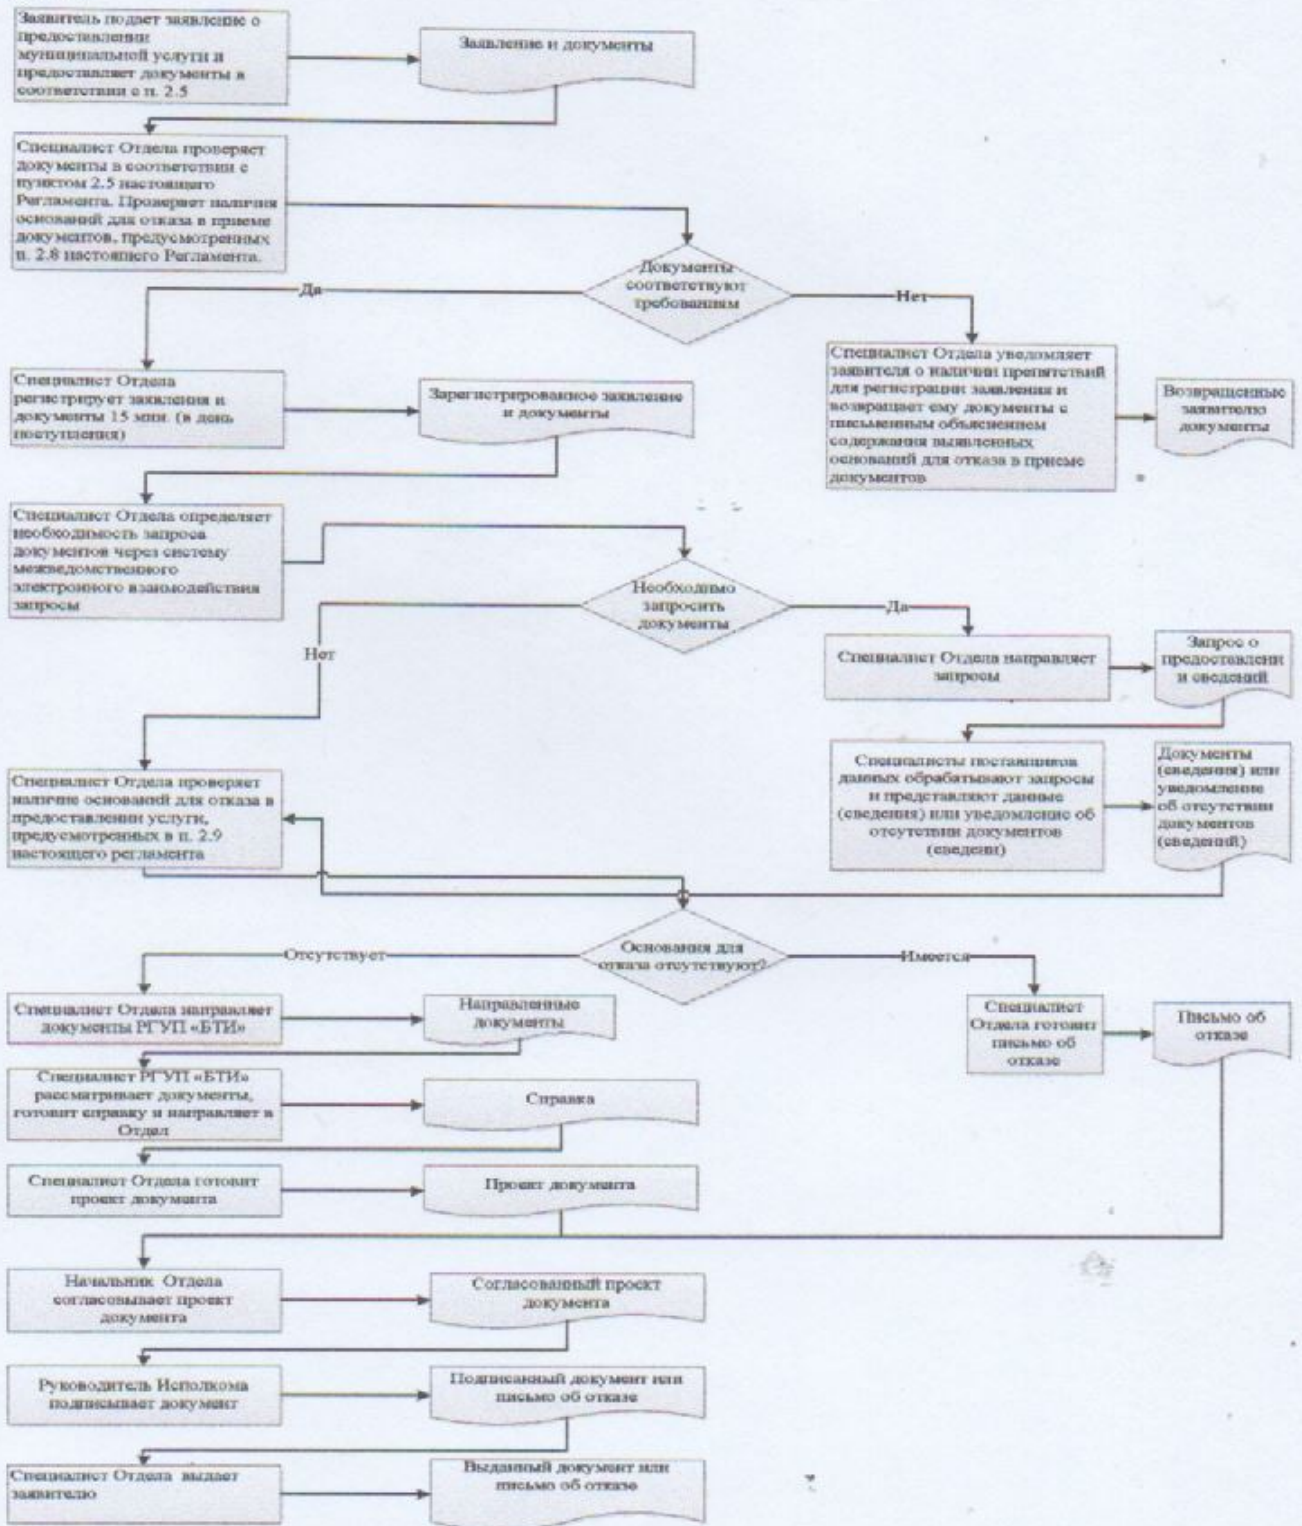 Заявитель подает заявление о
предоставлении
муниципальной услуги и
предоставляет документы в
соответствии с п. 2.5
Заявление и документы
Специалист Отдела проверяет
документы в соответствии с
пунктом 2.5 настоящего
Регламента. Проверяет наличия
оснований для отказа в приеме
документов, предусмотренных
п. 2.8 настоящего Регламента.
Документы
соответствуют
требованиям
Да
Нет
Специалист Отдела
регистрирует заявления и
документы 15 мин. (в день
поступления)
Зарегистрированное заявление
и документы
Специалист Отдела уведомляет
заявителя о наличии препятствий
для регистрации заявления и
возвращает ему документы с
письменным объяснением
содержания выявленных
оснований для отказа в приеме
документов
Возвращенные
заявителю
документы
Специалист Отдела определяет
необходимость запроса
документов через систему
межведомственного
электронного взаимодействия
запросы
Необходимо
запросить
документы
Да
Нет
Специалист Отдела направляет
запросы
Запрос о
предоставлени
и сведений
Специалист Отдела проверяет
наличие оснований для отказа в
предоставлении услуги,
предусмотренных в п. 2.9
настоящего регламента
Специалисты поставщиков
данных обрабатывают запросы
и представляют данные
(сведения) или уведомление об
отсутствии документов
(сведени)
Документы
(сведения) или
уведомление
об отсутствии
документов
(сведений)
Основания для
отказа отсутствуют?
Отсутствует
Имеется
Специалист Отдела направляет
документы РГУП «БТИ»
Направленные
документы
Специалист
Отдела готовит
письмо об
отказе
Письмо об
отказе
Специалист РГУП «БТИ»
рассматривает документы,
готовит справку и направляет в
Отдел
Справка
Специалист Отдела готовит
проект документа
Проект документа
Начальник Отдела
согласовывает проект
документа
Согласованный проект
документа
Руководитель Исполкома
подписывает документ
Подписанный документ или
письмо об отказе
Специалист Отдела выдает
заявителю
Выданный документ или
письмо об отказе